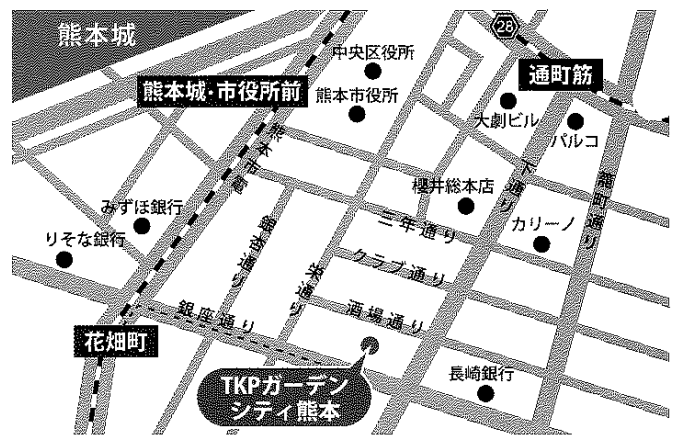 熊本城
28
中央区役所
通町筋
熊本城・市役所前
熊本市役所
大劇ビル
パルコ
熊本市電
下通り
櫻井総本店
みずほ銀行
三年通り
カリーノ
りそな銀行
銀杏通り
栄通り
クラブ通り
銀座通り
酒場通り
花畑町
長崎銀行
TKPガーデン
シティ熊本